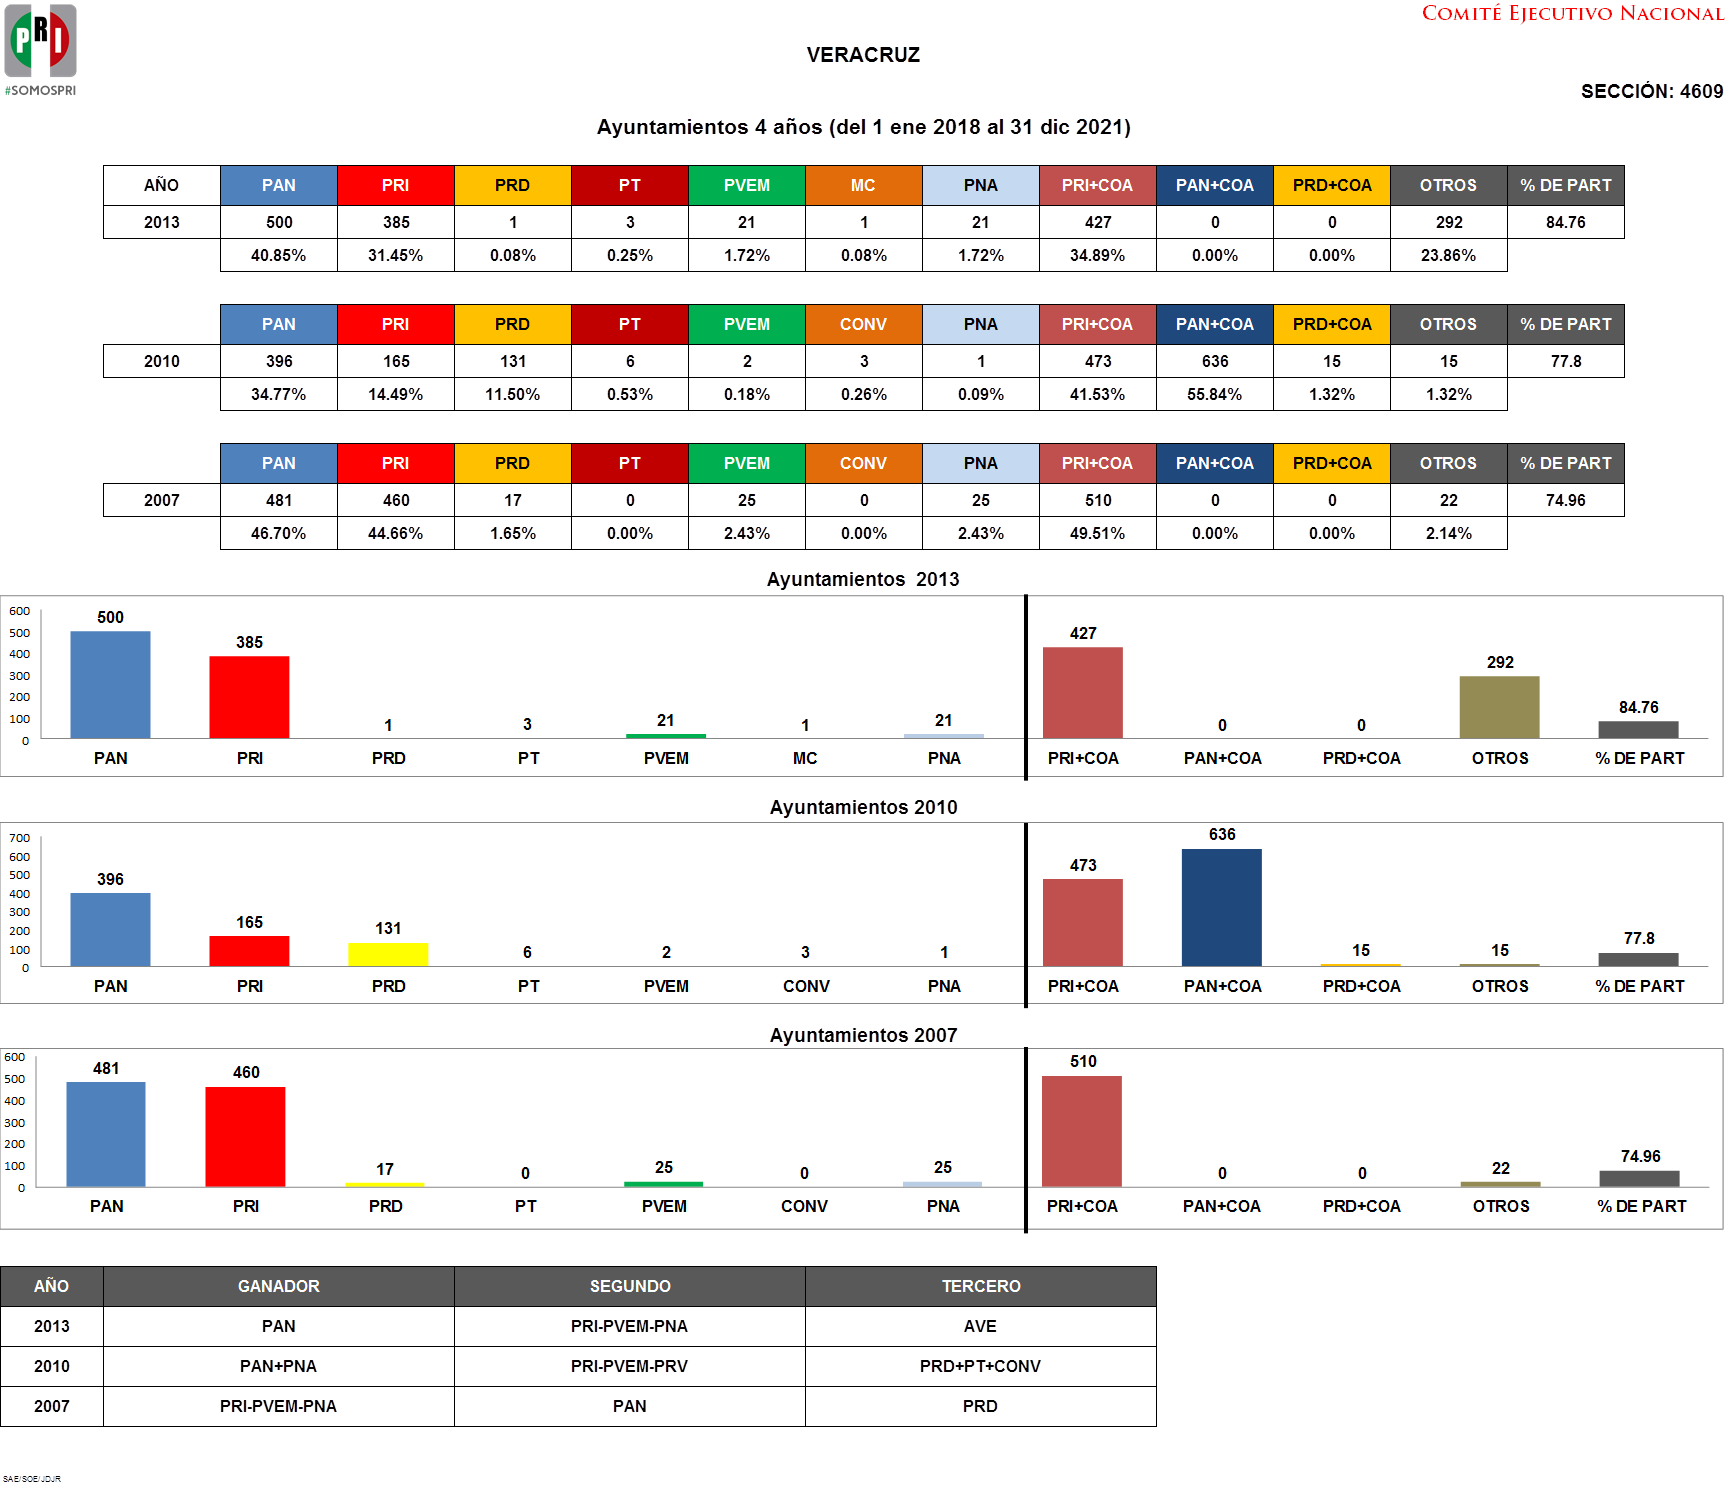 COMITÉ EJECUTIVO NACIONAL
PRI
#SOMOSPRI
VERACRUZ
SECCIÓN: 4609
Ayuntamientos 4 años (del 1 ene 2018 al 31 dic 2021)
AÑO PAN PRI PRD PT PVEM MC PNA PRI+COA PAN+COA PRD+COA OTROS % DE PART
2013 500 385 1 3 21 1 21 427 0 0 292 84.76
40.85% 31.45% 0.08% 0.25% 1.72% 0.08% 1.72% 34.89% 0.00% 0.00% 23.86%
PAN PRI PRD PT PVEM CONV PNA PRI+COA PAN+COA PRD+COA OTROS % DE PART
2010 396 165 131 6 2 3 1 473 636 15 15 77.8
34.77% 14.49% 11.50% 0.53% 0.18% 0.26% 0.09% 41.53% 55.84% 1.32% 1.32%
PAN PRI PRD PT PVEM CONV PNA PRI+COA PAN+COA PRD+COA OTROS % DE PART
2007 481 460 17 0 25 0 25 510 0 0 22 74.96
46.70% 44.66% 1.65% 0.00% 2.43% 0.00% 2.43% 49.51% 0.00% 0.00% 2.14%
Ayuntamientos 2013
600
500
400
300
200
100
0
500 385 1 3 21 1 21 427 0 0 292 84.76
PAN PRI PRD PT PVEM MC PNA PRI+COA PAN+COA PRD+COA OTROS % DE PART
Ayuntamientos 2010
700
600
500
400
300
200
100
0
396 165 131 6 2 3 1 473 636 15 15 77.8
PAN PRI PRD PT PVEM CONV PNA PRI+COA PAN+COA PRD+COA OTROS % DE PART
Ayuntamientos 2007
600
500
400
300
200
100
0
481 460 17 0 25 0 25 510 0 0 22 74.96
PAN PRI PRD PT PVEM CONV PNA PRI+COA PAN+COA PRD+COA OTROS % DE PART
AÑO GANADOR SEGUNDO TERCERO
2013 PAN PRI-PVEM-PNA AVE
2010 PAN+PNA PRI-PVEM-PRV PRD+PT+CONV
2007 PRI-PVEM-PNA PAN PRD
SAE/SOE/JDJR